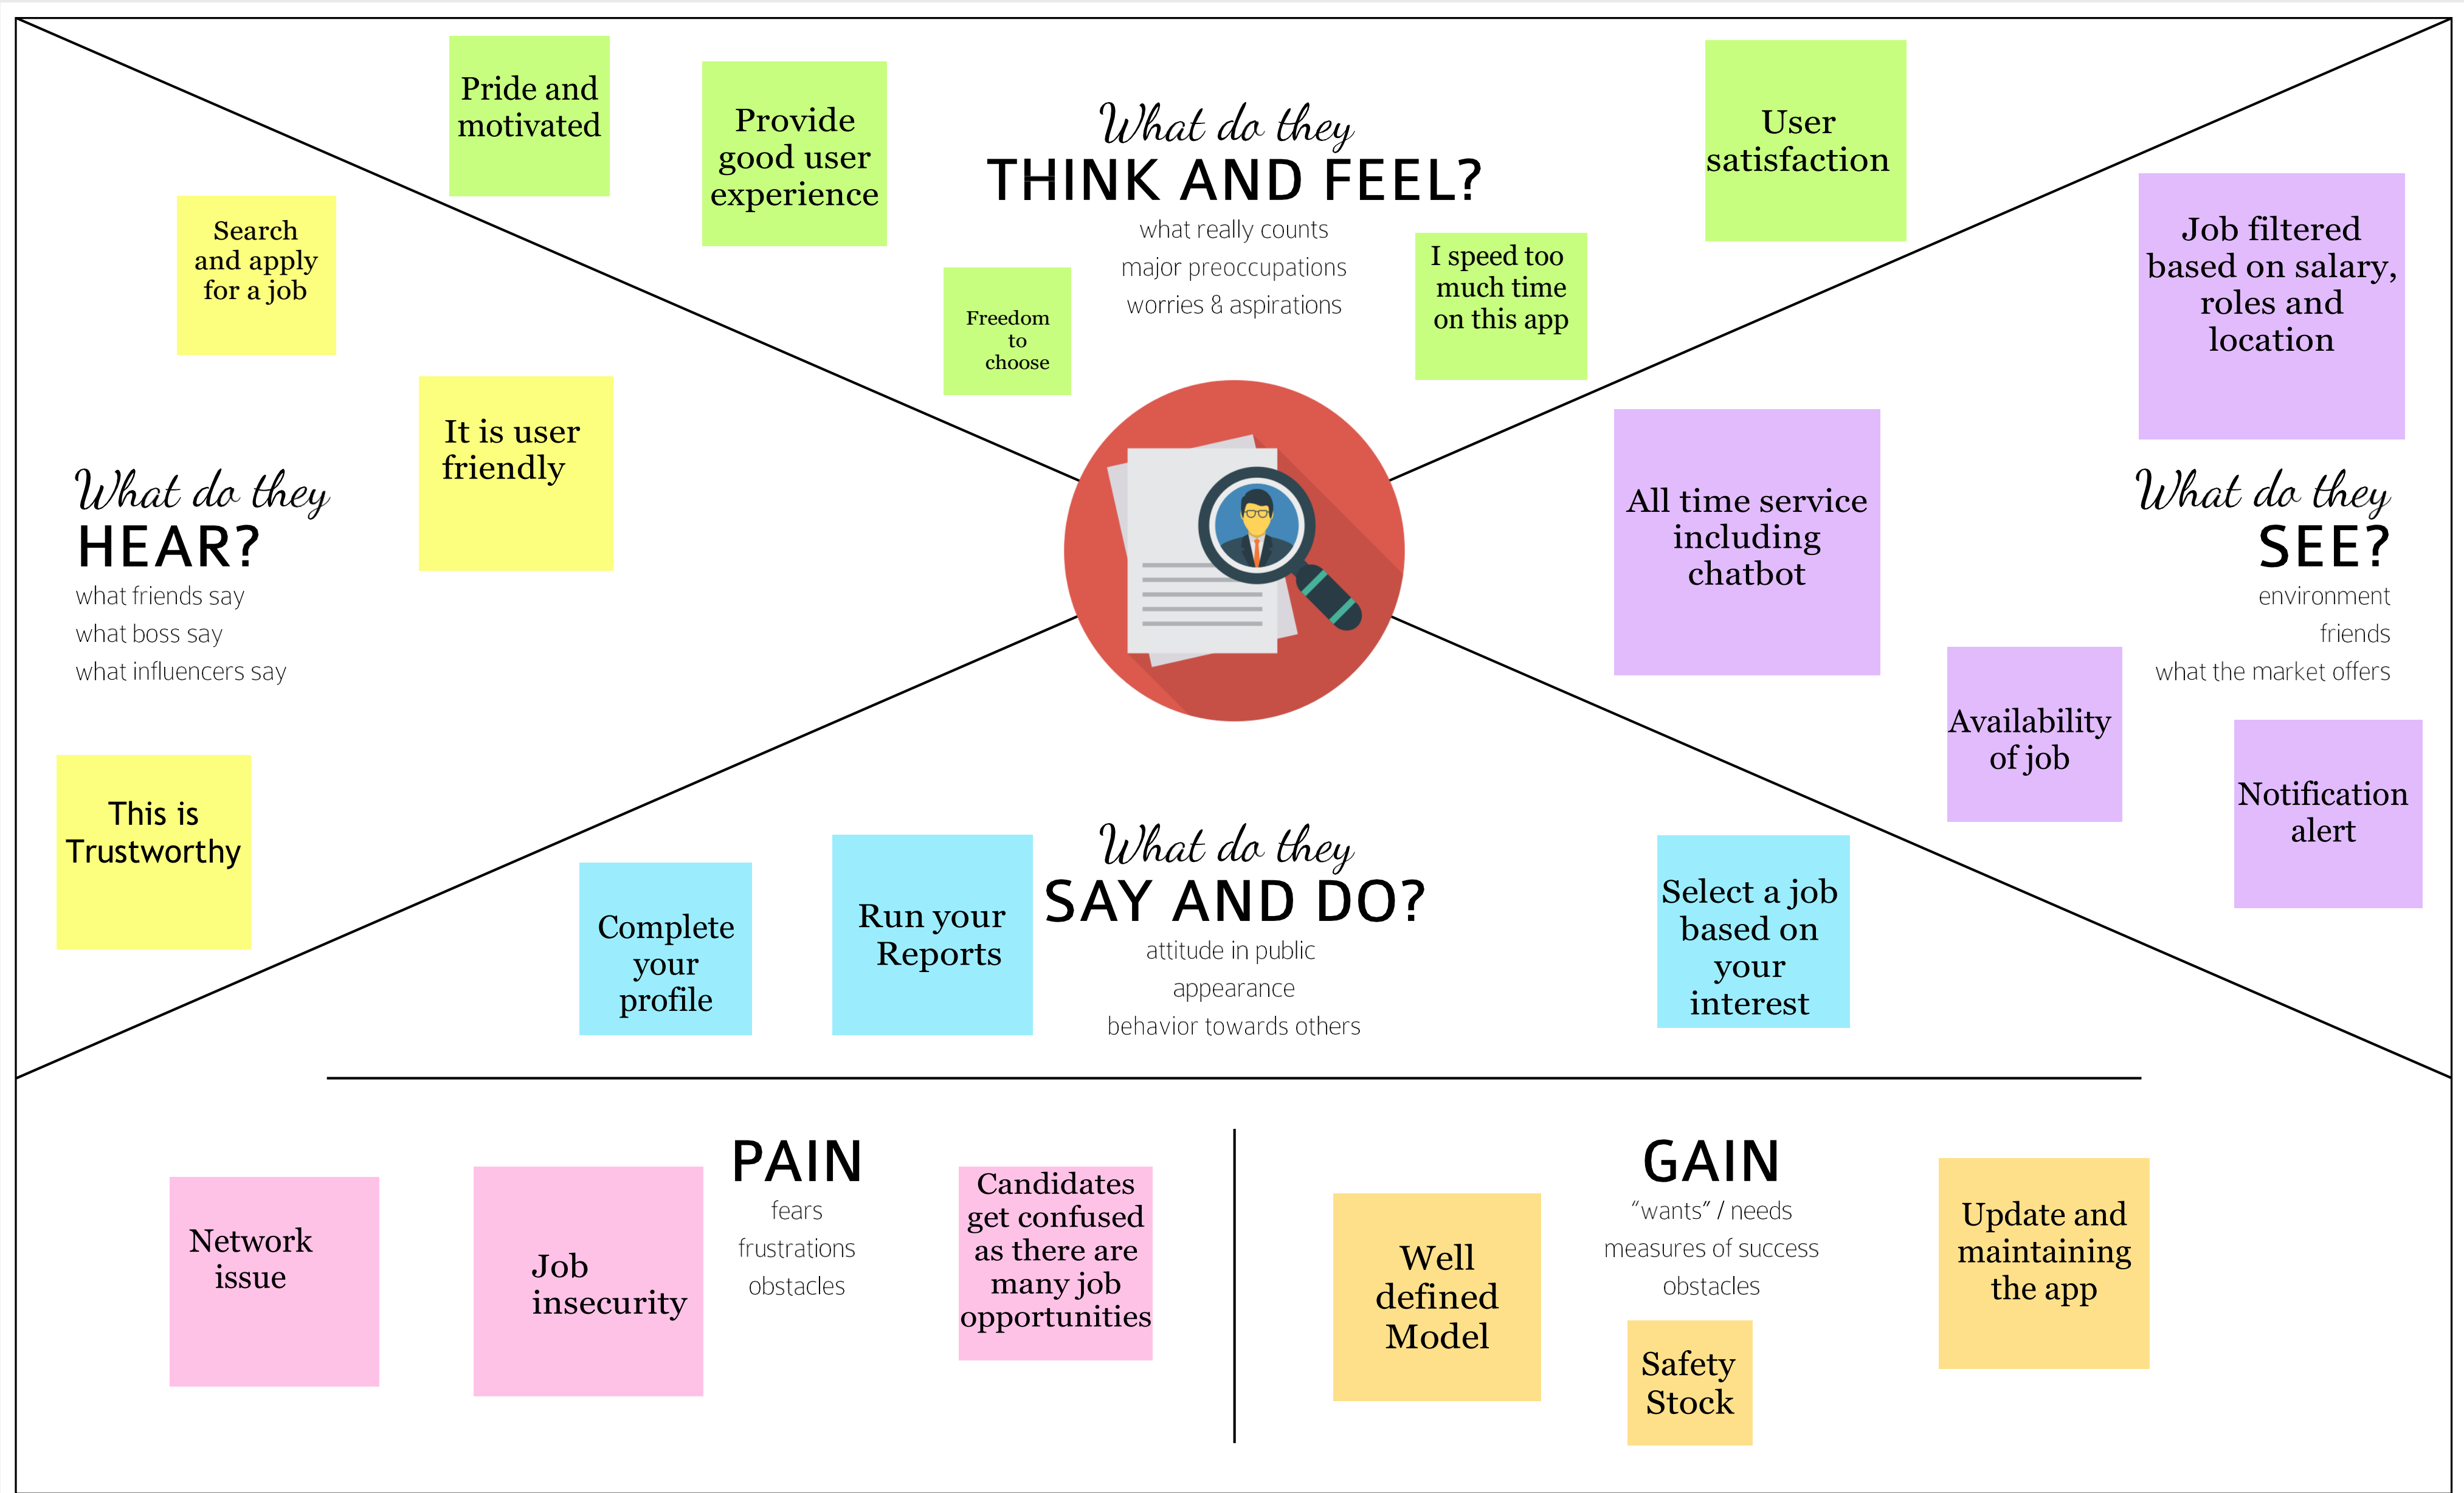 Pride and
motivated
Provide
good user
experience
What do they
THINK AND FEEL?
what really counts
major preoccupations
worries & aspirations
Freedom
to
choose
I speed too
much time
on this app
User
satisfaction
Search
and apply
for a job
It is user
friendly
What do they
HEAR?
what friends say
what boss say
what influencers say
This is
Trustworthy
Job filtered
based on salary,
roles and
location
All time service
including
chatbot
What do they
SEE?
environment
friends
what the market offers
Availability
of job
Notification
alert
Complete
your
profile
Run your
Reports
What do they
SAY AND DO?
attitude in public
appearance
behavior towards others
Select a job
based on
your
interest
PAIN
fears
frustrations
obstacles
Network
issue
Job
insecurity
Candidates
get confused
as there are
many job
opportunities
GAIN
“wants” / needs
measures of success
obstacles
Well
defined
Model
Safety
Stock
Update and
maintaining
the app